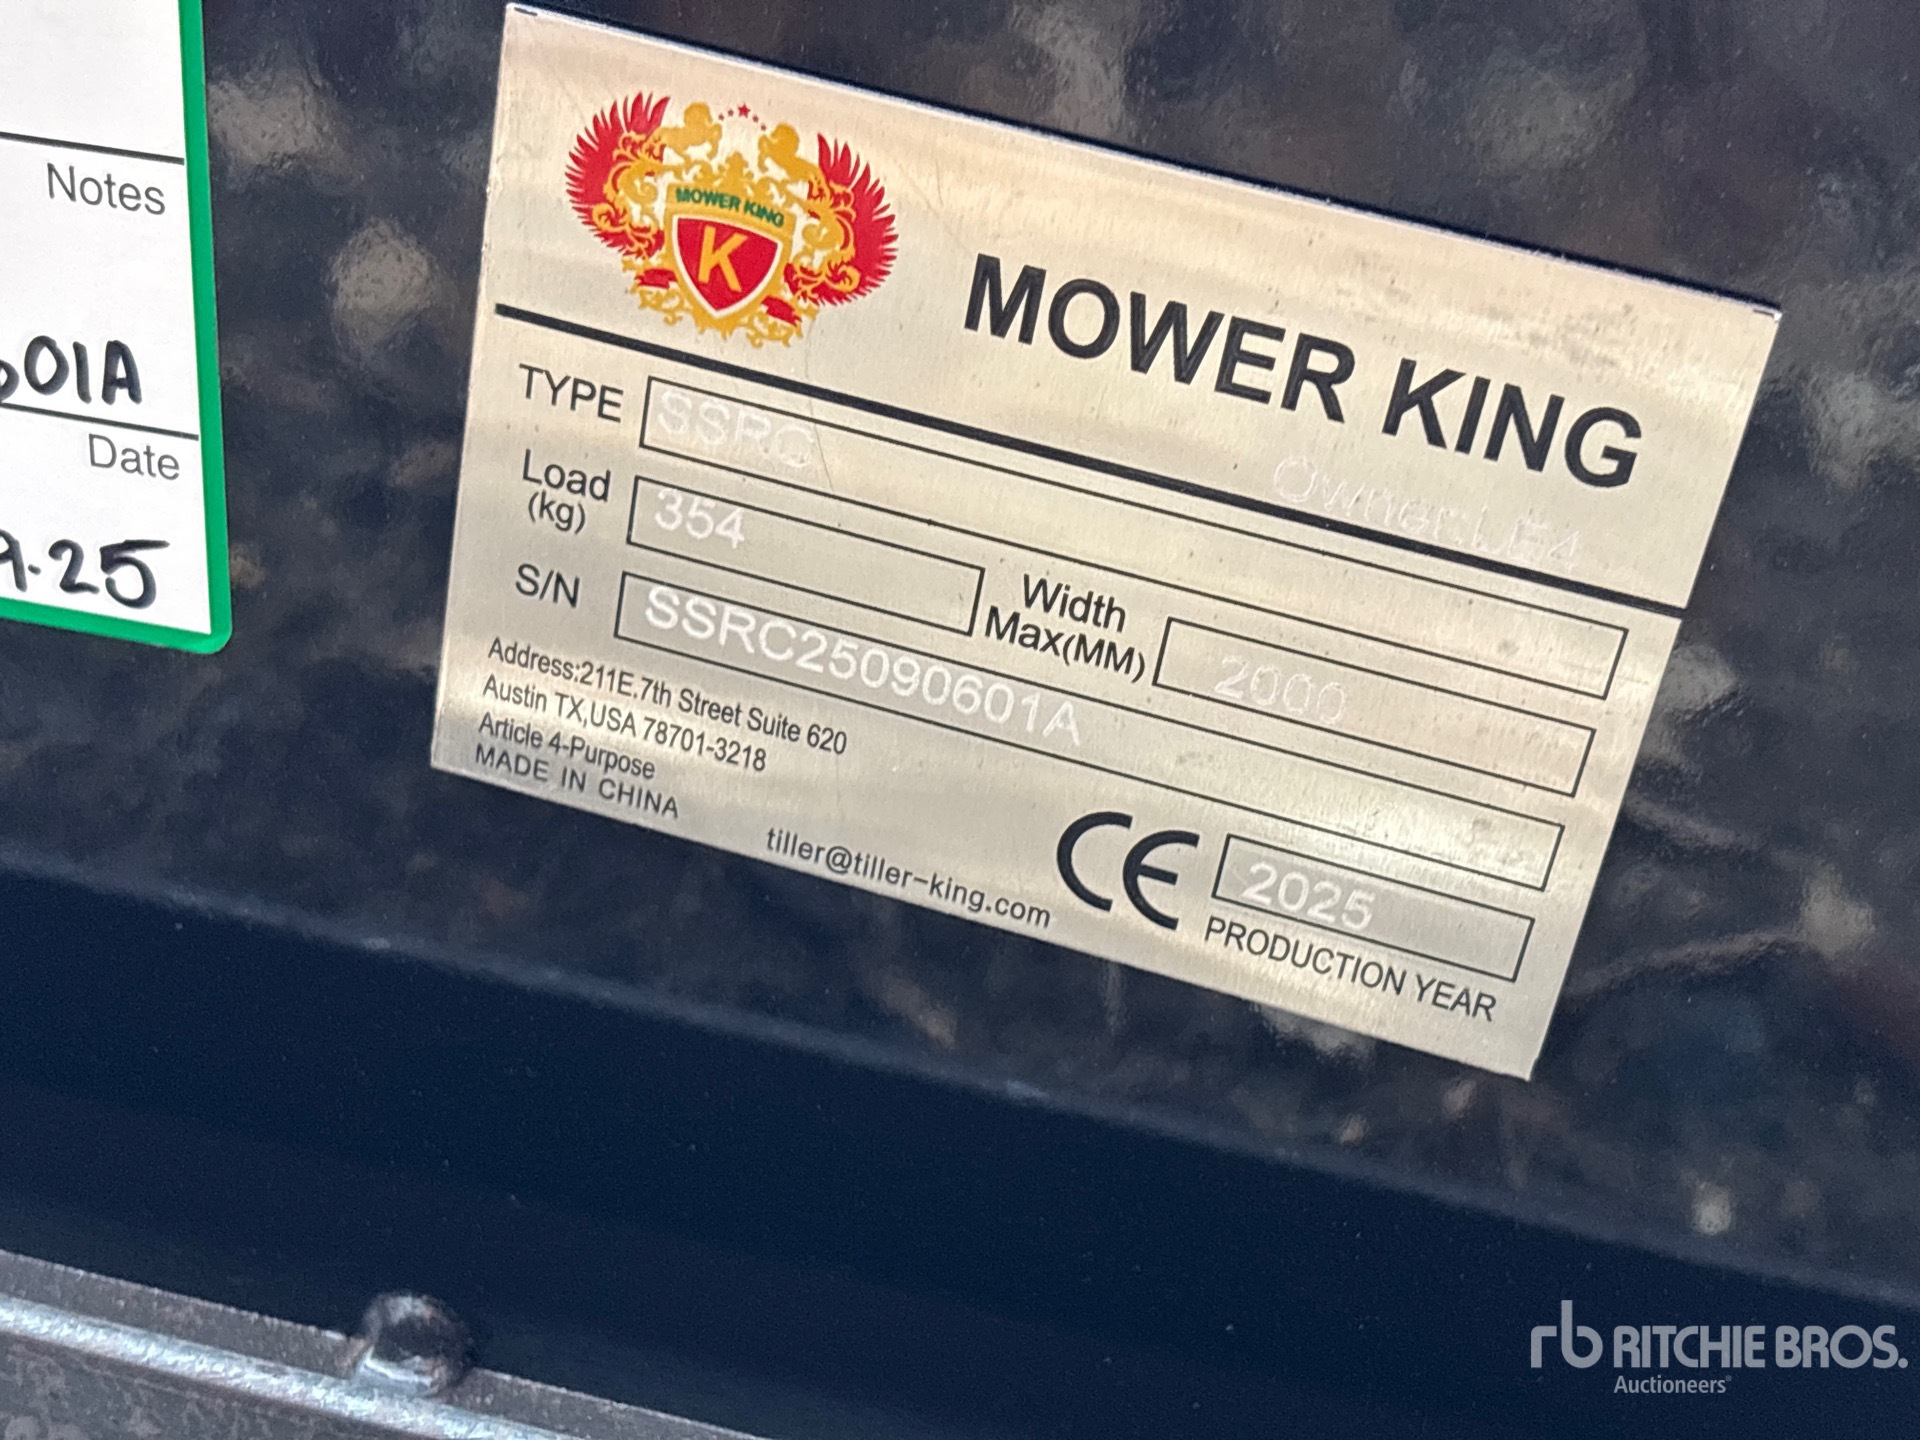 Notes
01A
Date
9.25
MOWER KING
K
MOWER KING
TYPE SSRC
Load
(kg) 354
Width
Max(MM) 2000
S/N SSRC25090601A
Address:211E.7th Street Suite 620
Austin TX,USA 78701-3218
Article 4-Purpose
MADE IN CHINA
tiller@tiller-king.com
CE 2025
PRODUCTION YEAR
rb RITCHIE BROS.
Auctioneers